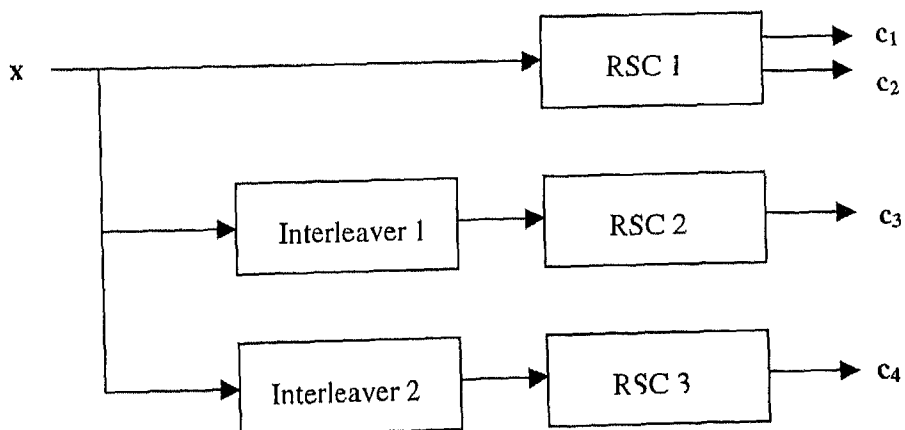 x
RSC 1
c₁
c₂
Interleaver 1
RSC 2
c₃
Interleaver 2
RSC 3
c₄